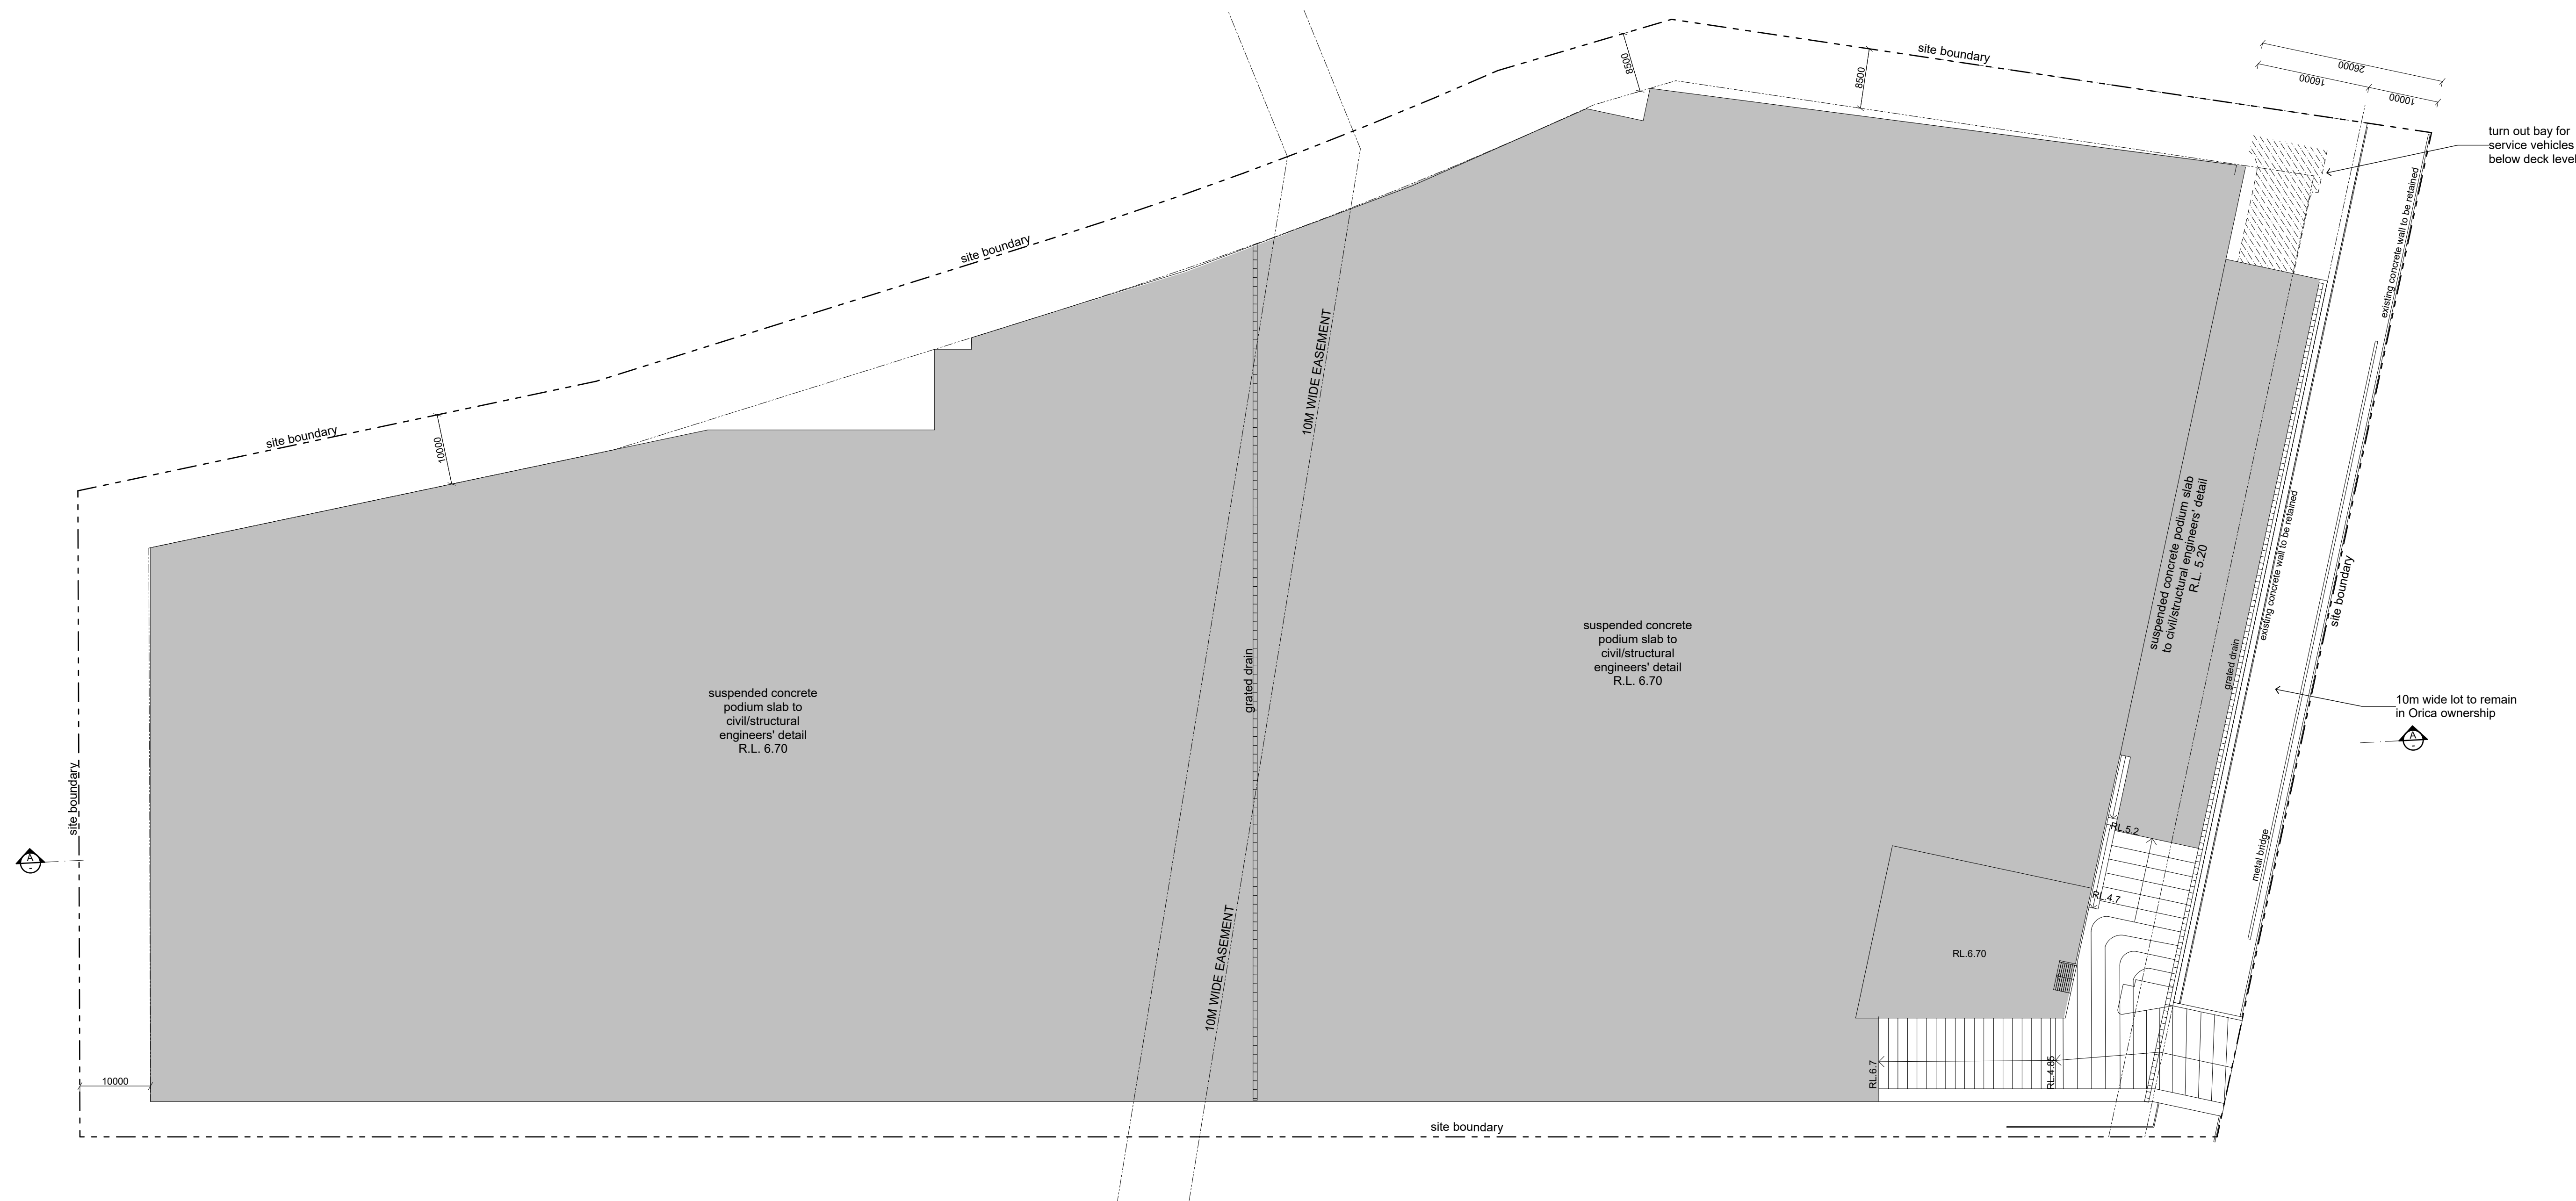 site boundary
8500
8500
26000
16000
10000
turn out bay for
service vehicles
below deck level
existing concrete wall to be retained
site boundary
10M WIDE EASEMENT
site boundary
10000
suspended concrete podium slab
to civil/structural engineers' detail
R.L. 5.20
existing concrete wall to be retained
site boundary
suspended concrete
podium slab to
civil/structural
engineers' detail
R.L. 6.70
grated drain
grated drain
suspended concrete
podium slab to
civil/structural
engineers' detail
R.L. 6.70
10m wide lot to remain
in Orica ownership
A
-
site boundary
RL.5.2
metal bridge
A
-
RL.4.7
10M WIDE EASEMENT
RL.6.70
RL.6.7
RL.4.85
10000
site boundary